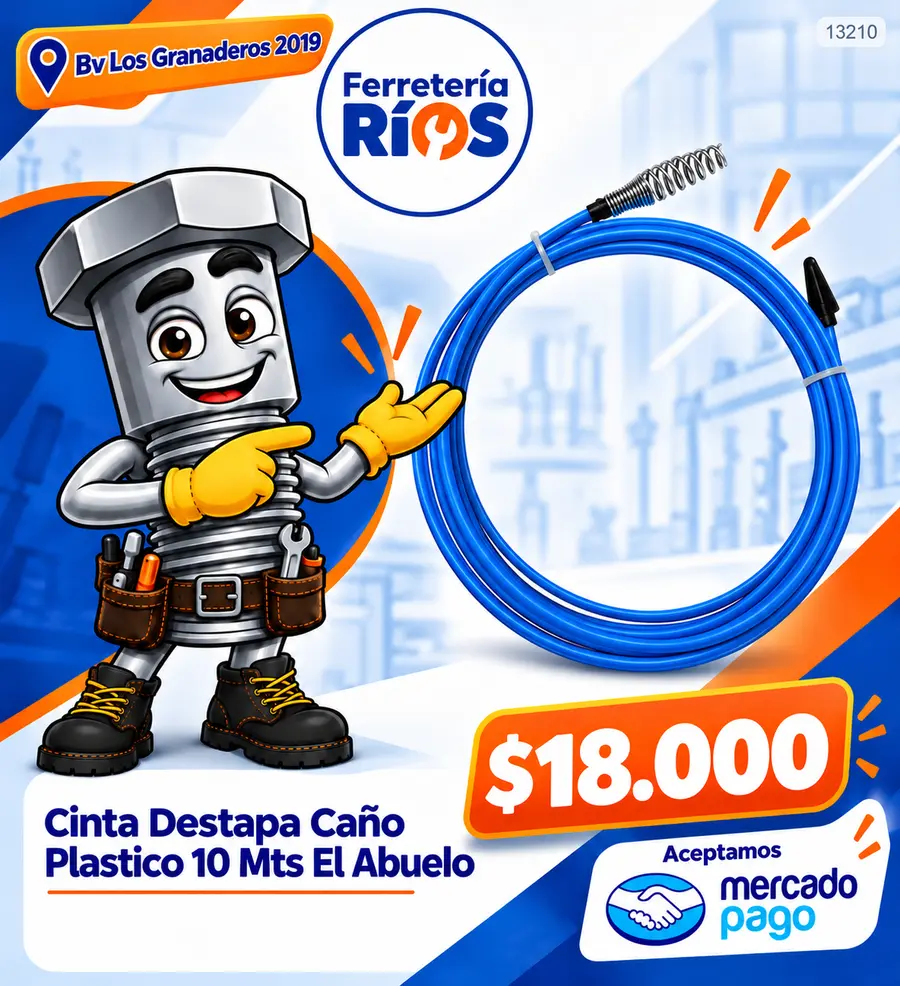 Bv Los Granaderos 2019
Ferretería
RÍOS
13210
$18.000
Cinta Destapa Caño
Plastico 10 Mts El Abuelo
Aceptamos
mercado
pago